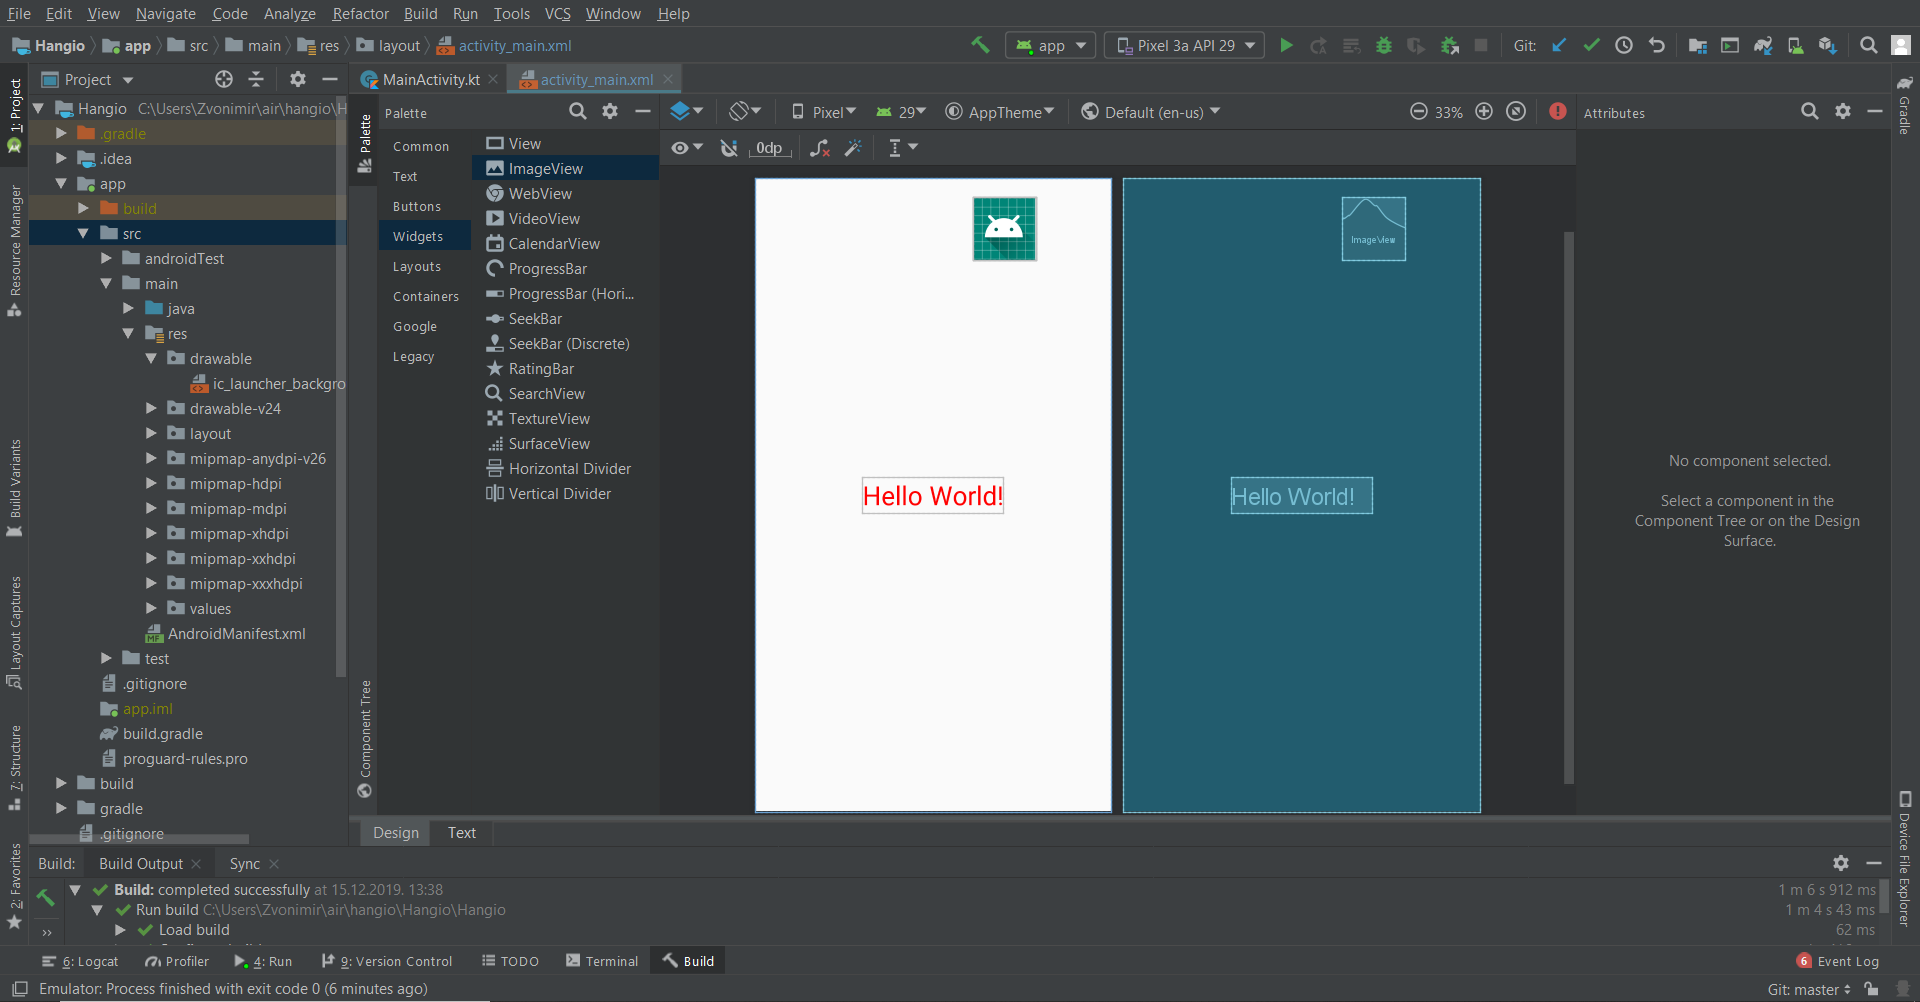 File Edit View Navigate Code Analyze Refactor Build Run Tools VCS Window Help
Hangio app src main res layout activity_main.xml
app Pixel 3a API 29 Git:
1: Project
Resource Manager
Build Variants
Layout Captures
7: Structure
2: Favorites
Project
Hangio C:\Users\Zvonimir\air\hangio\H
.gradle
.idea
app
build
src
androidTest
main
java
res
drawable
ic_launcher_backgro
drawable-v24
layout
mipmap-anydpi-v26
mipmap-hdpi
mipmap-mdpi
mipmap-xhdpi
mipmap-xxhdpi
mipmap-xxxhdpi
values
MF AndroidManifest.xml
test
.gitignore
app.iml
build.gradle
proguard-rules.pro
build
gradle
.gitignore
MainActivity.kt activity_main.xml
Palette
Component Tree
Palette
Common
Text
Buttons
Widgets
Layouts
Containers
Google
Legacy
View
ImageView
WebView
VideoView
CalendarView
ProgressBar
ProgressBar (Hori...
SeekBar
SeekBar (Discrete)
RatingBar
SearchView
TextureView
SurfaceView
Horizontal Divider
Vertical Divider
Pixel 29 AppTheme Default (en-us) 33%
0dp
ImageView
Hello World!
Hello World!
Attributes
No component selected.
Select a component in the
Component Tree or on the Design
Surface.
Gradle
Device File Explorer
Design Text
Build: Build Output Sync
Build: completed successfully at 15.12.2019. 13:38 1 m 6 s 912 ms
Run build C:\Users\Zvonimir\air\hangio\Hangio\Hangio 1 m 4 s 43 ms
Load build 62 ms
6: Logcat Profiler 4: Run 9: Version Control TODO Terminal Build 6 Event Log
Emulator: Process finished with exit code 0 (6 minutes ago) Git: master